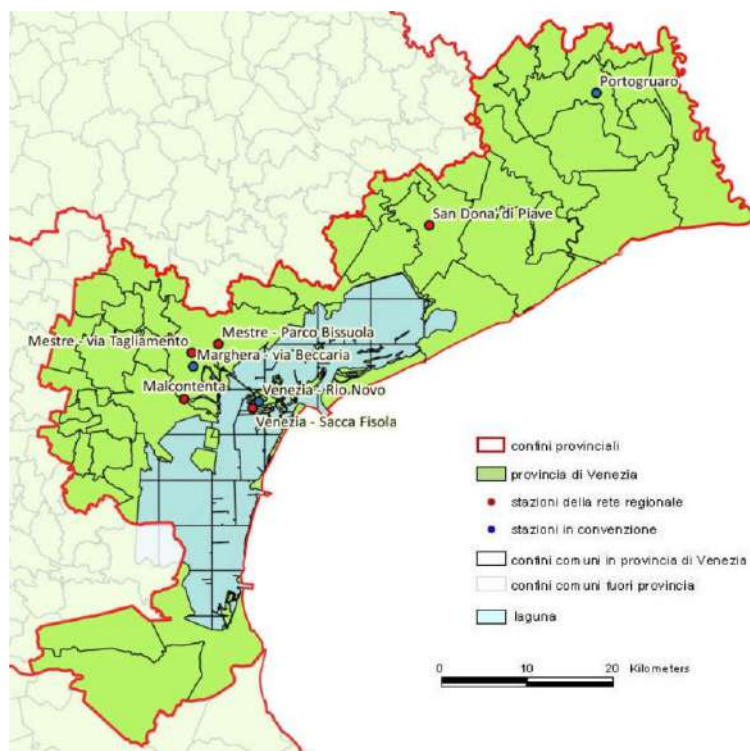 Portogruaro
San Dona' di Piave
Mestre - Parco Bissuola
Mestre - via Tagliamento
Marghera - via Beccaria
Malcontenta
Venezia - Rio Novo
Venezia - Sacca Fisola
confini provinciali
provincia di Venezia
stazioni della rete regionale
stazioni in convenzione
confini comuni in provincia di Venezia
confini comuni fuori provincia
laguna
0 10 20 Kilometers